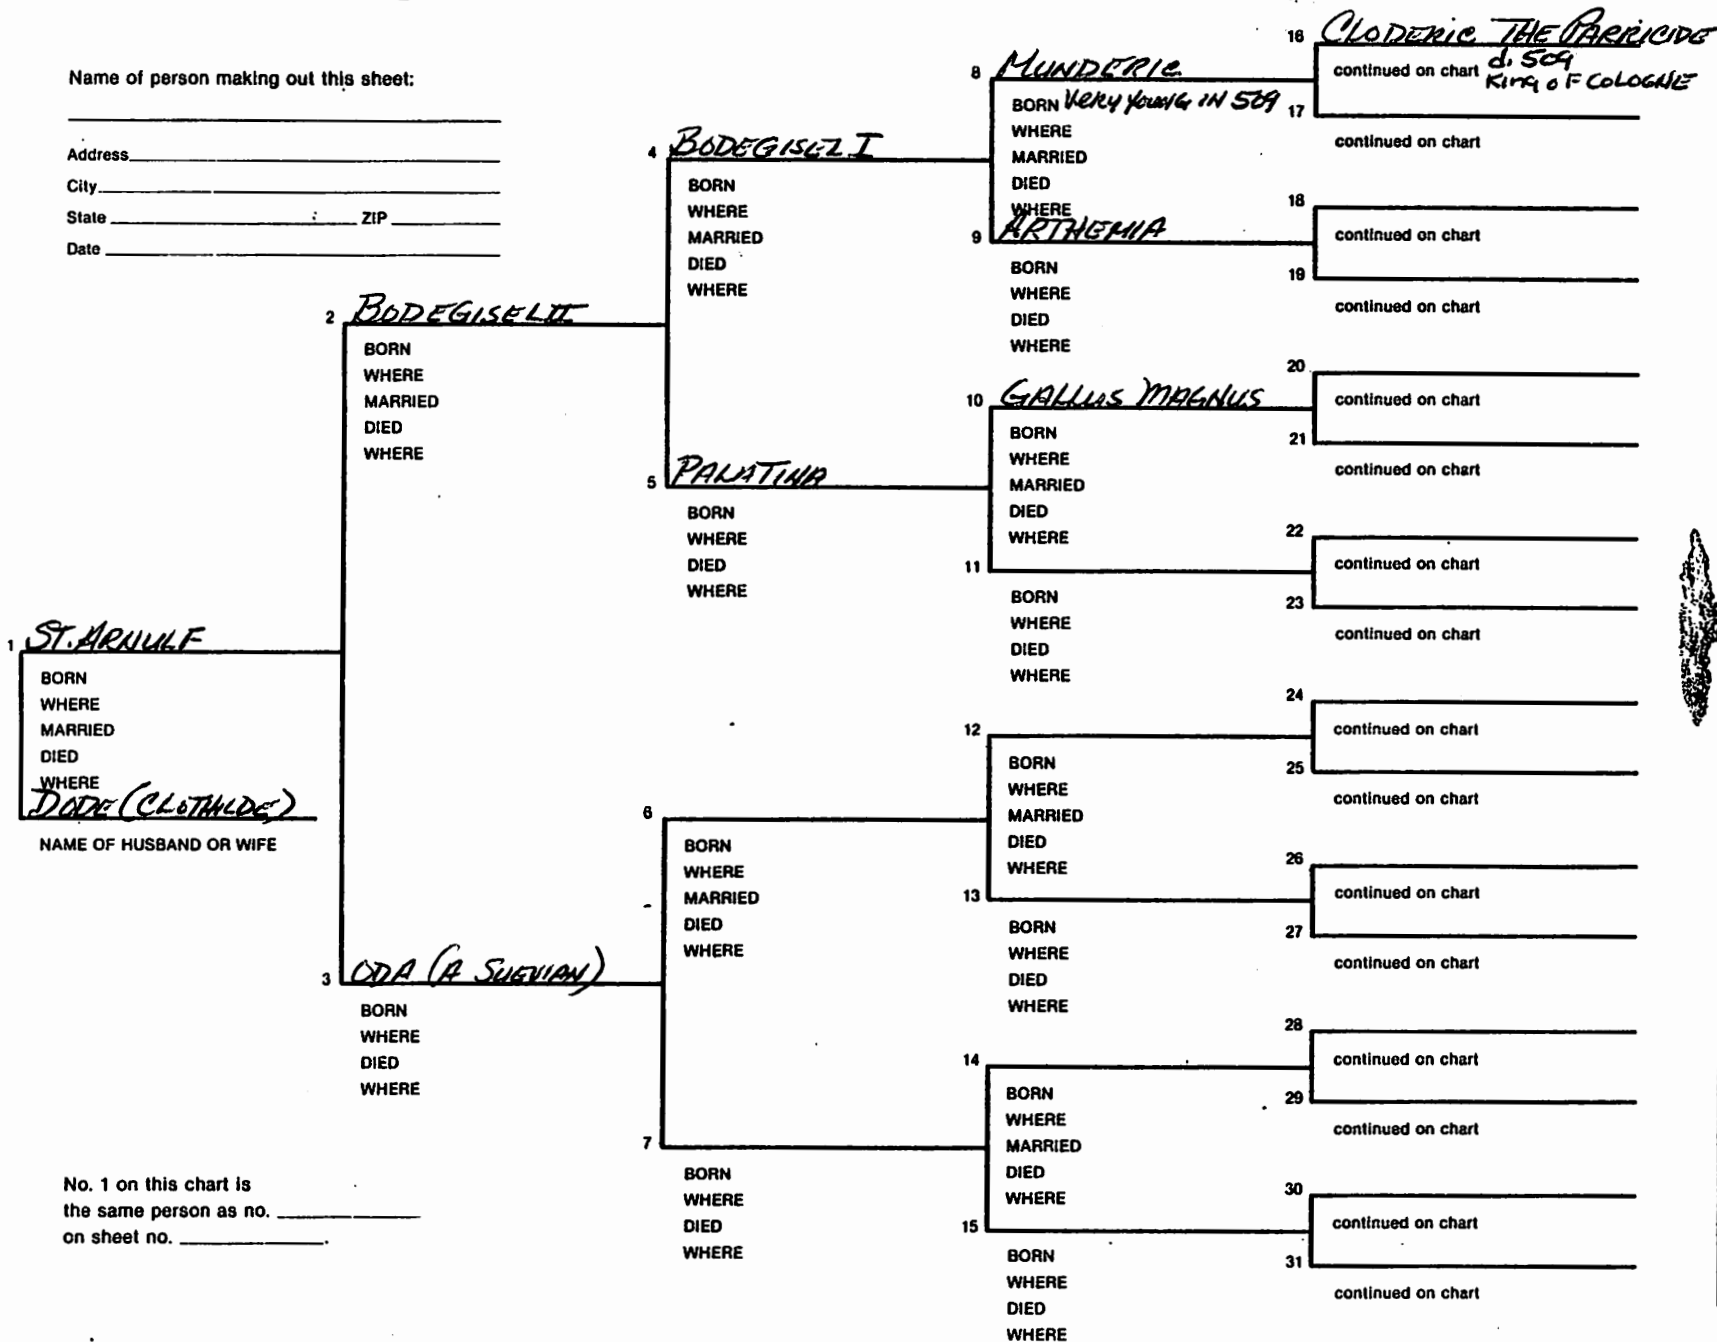 Name of person making out this sheet:
Address
City
State ZIP
Date
1 ST. ARNULF
BORN
WHERE
MARRIED
DIED
WHERE
DODE (CLOTHILDE)
NAME OF HUSBAND OR WIFE
2 BODEGISEL II
BORN
WHERE
MARRIED
DIED
WHERE
3 ODA (A SUEVIAN)
BORN
WHERE
DIED
WHERE
4 BODEGISEL I
BORN
WHERE
MARRIED
DIED
WHERE
5 PALATINA
BORN
WHERE
DIED
WHERE
6
BORN
WHERE
MARRIED
DIED
WHERE
7
BORN
WHERE
DIED
WHERE
8 MUNDERIC
BORN Very young IN 509
WHERE
MARRIED
DIED
WHERE
9 ARTHEMIA
BORN
WHERE
DIED
WHERE
10 GALLUS MAGNUS
BORN
WHERE
MARRIED
DIED
WHERE
11
BORN
WHERE
DIED
WHERE
12
BORN
WHERE
MARRIED
DIED
WHERE
13
BORN
WHERE
DIED
WHERE
14
BORN
WHERE
MARRIED
DIED
WHERE
15
BORN
WHERE
DIED
WHERE
16 CLODERIC THE PARRICIDE
continued on chart d. 509
King OF COLOGNE
17
continued on chart
18
continued on chart
19
continued on chart
20
continued on chart
21
continued on chart
22
continued on chart
23
continued on chart
24
continued on chart
25
continued on chart
26
continued on chart
27
continued on chart
28
continued on chart
29
continued on chart
30
continued on chart
31
continued on chart
No. 1 on this chart is
the same person as no.
on sheet no. .